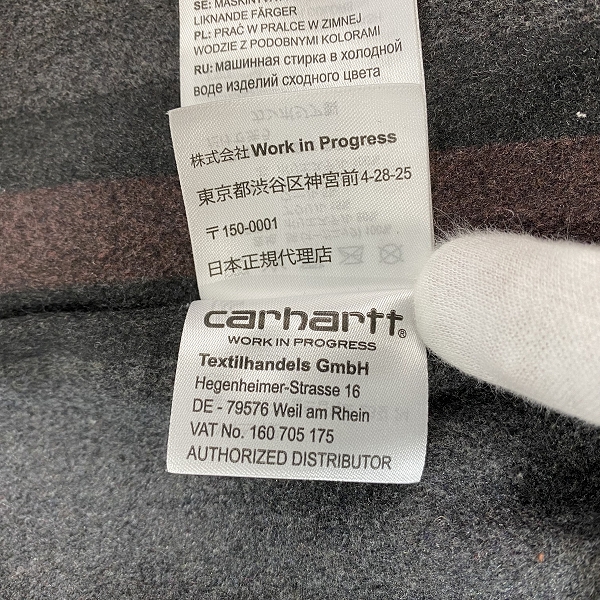 SE: MASKINTVÄTT
LIKNANDE FÄRGER
PL: PRAĆ W PRALCE W ZIMNEJ
WODZIE Z PODOBNYMI KOLORAMI
RU: машинная стирка в холодной
воде изделий сходного цвета
株式会社 Work in Progress
東京都渋谷区神宮前4-28-25
〒150-0001
日本正規代理店
carhartt®
WORK IN PROGRESS
Textilhandels GmbH
Hegenheimer-Strasse 16
DE - 79576 Weil am Rhein
VAT No. 160 705 175
AUTHORIZED DISTRIBUTOR